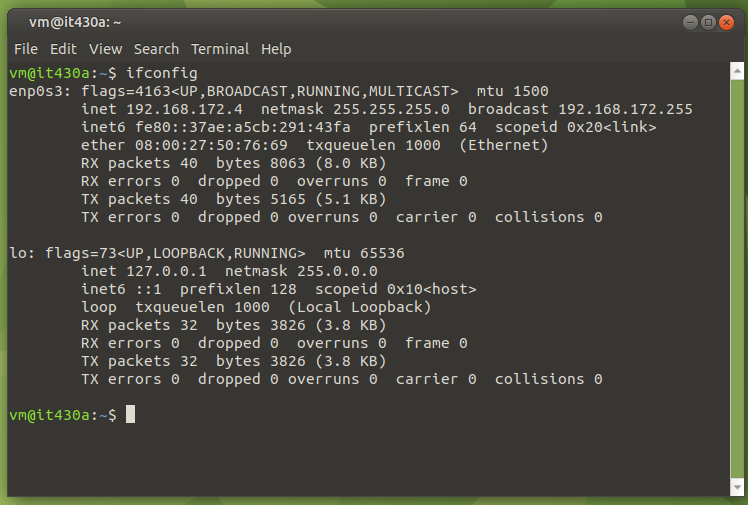 vm@it430a: ~
File Edit View Search Terminal Help
vm@it430a:~$ ifconfig
enp0s3: flags=4163<UP,BROADCAST,RUNNING,MULTICAST>  mtu 1500
        inet 192.168.172.4  netmask 255.255.255.0  broadcast 192.168.172.255
        inet6 fe80::37ae:a5cb:291:43fa  prefixlen 64  scopeid 0x20<link>
        ether 08:00:27:50:76:69  txqueuelen 1000  (Ethernet)
        RX packets 40  bytes 8063 (8.0 KB)
        RX errors 0  dropped 0  overruns 0  frame 0
        TX packets 40  bytes 5165 (5.1 KB)
        TX errors 0  dropped 0 overruns 0  carrier 0  collisions 0

lo: flags=73<UP,LOOPBACK,RUNNING>  mtu 65536
        inet 127.0.0.1  netmask 255.0.0.0
        inet6 ::1  prefixlen 128  scopeid 0x10<host>
        loop  txqueuelen 1000  (Local Loopback)
        RX packets 32  bytes 3826 (3.8 KB)
        RX errors 0  dropped 0  overruns 0  frame 0
        TX packets 32  bytes 3826 (3.8 KB)
        TX errors 0  dropped 0 overruns 0  carrier 0  collisions 0

vm@it430a:~$